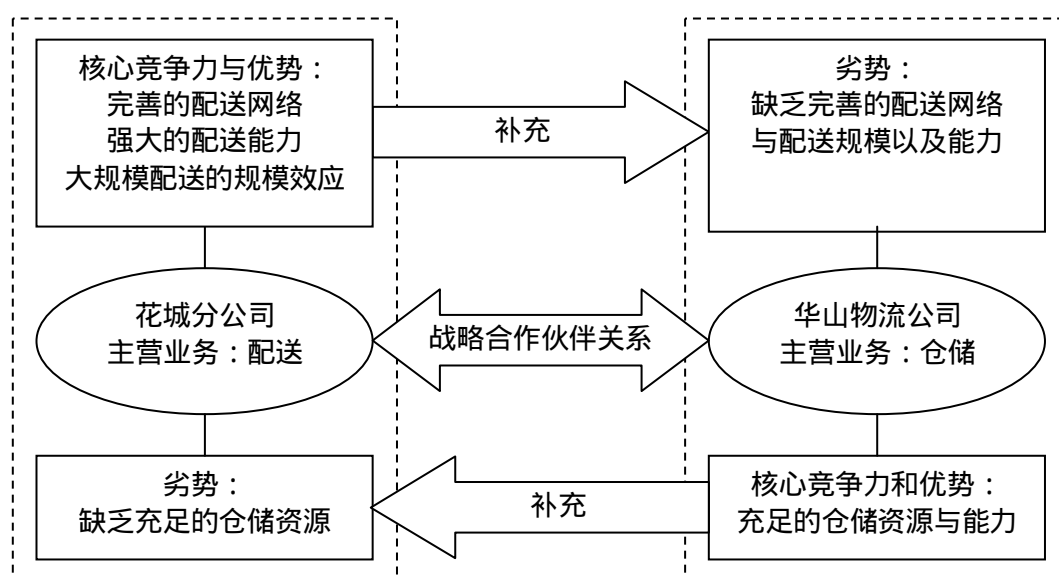 核心竞争力与优势：
完善的配送网络
强大的配送能力
大规模配送的规模效应
补充
劣势：
缺乏完善的配送网络
与配送规模以及能力
花城分公司
主营业务：配送
战略合作伙伴关系
华山物流公司
主营业务：仓储
劣势：
缺乏充足的仓储资源
补充
核心竞争力和优势：
充足的仓储资源与能力